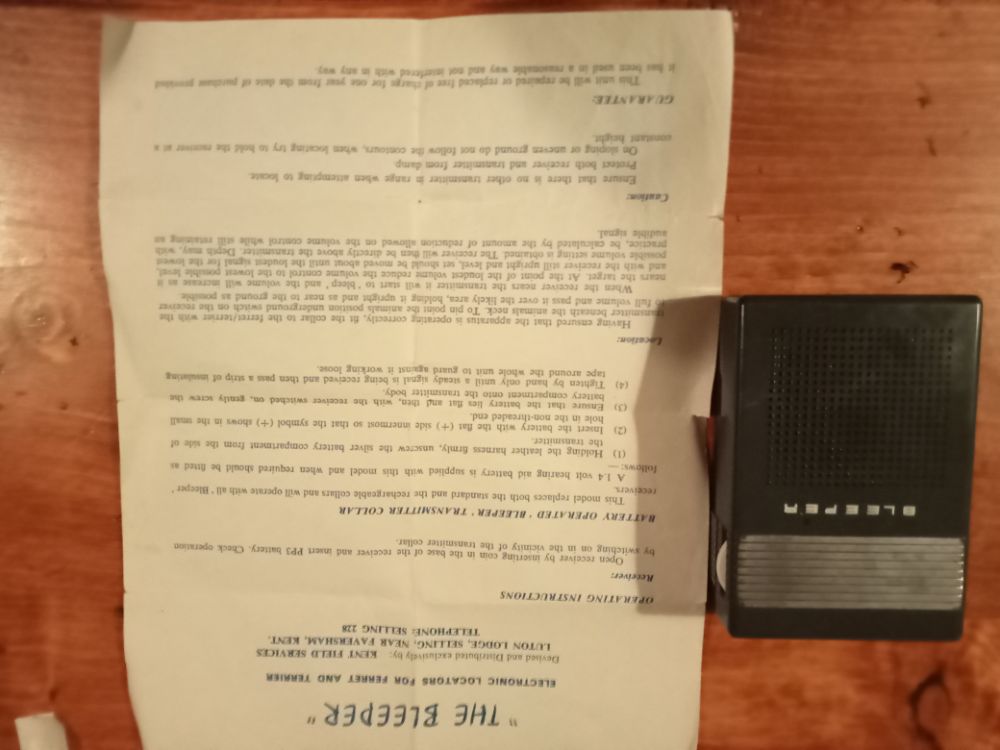 " THE BLEEPER "
ELECTRONIC LOCATORS FOR FERRET AND TERRIER
Devised and Distributed exclusively by: KENT FIELD SERVICES
LUTON LODGE, SELLING, NEAR FAVERSHAM, KENT.
TELEPHONE: SELLING 228
OPERATING INSTRUCTIONS
Receiver:
Open receiver by inserting coin in the base of the receiver and insert PP3 battery. Check operation
by switching on in the vicinity of the transmitter collar.
BATTERY OPERATED 'BLEEPER' TRANSMITTER COLLAR
This model replaces both the standard and the rechargeable collars and will operate with all 'Bleeper'
receivers.
A 1.4 volt hearing aid battery is supplied with this model and when required should be fitted as
follows:—
(1) Holding the leather harness firmly, unscrew the silver battery compartment from the side of
the transmitter.
(2) Insert the battery with the flat (+) side innermost so that the symbol (+) shows in the small
hole in the non-threaded end.
(3) Ensure that the battery lies flat and then, with the receiver switched on, gently screw the
battery compartment onto the transmitter body.
(4) Tighten by hand only until a steady signal is being received and then pass a strip of insulating
tape around the whole unit to guard against it working loose.
Location:
Having ensured that the apparatus is operating correctly, fit the collar to the ferret/terrier with the
transmitter beneath the animals neck. To pin point the animals position underground switch on the receiver
to full volume and pass it over the likely area, holding it upright and as near to the ground as possible
When the receiver nears the transmitter it will start to 'bleep' and the volume will increase as it
nears the target. At the point of the loudest volume reduce the volume control to the lowest possible level,
and with the receiver still upright and level, it should be moved about until the loudest signal for the lowest
possible volume setting is obtained. The receiver will then be directly above the transmitter. Depth may, with
practice, be calculated by the amount of reduction allowed on the volume control while still retaining an
audible signal.
Caution:
Ensure that there is no other transmitter in range when attempting to locate.
Protect both receiver and transmitter from damp.
On sloping or uneven ground do not follow the contours, when locating try to hold the receiver at a
constant height.
GUARANTEE:
This unit will be repaired or replaced free of charge for one year from the date of purchase provided
it has been used in a reasonable way and not interfered with in any way.
BLEEPER